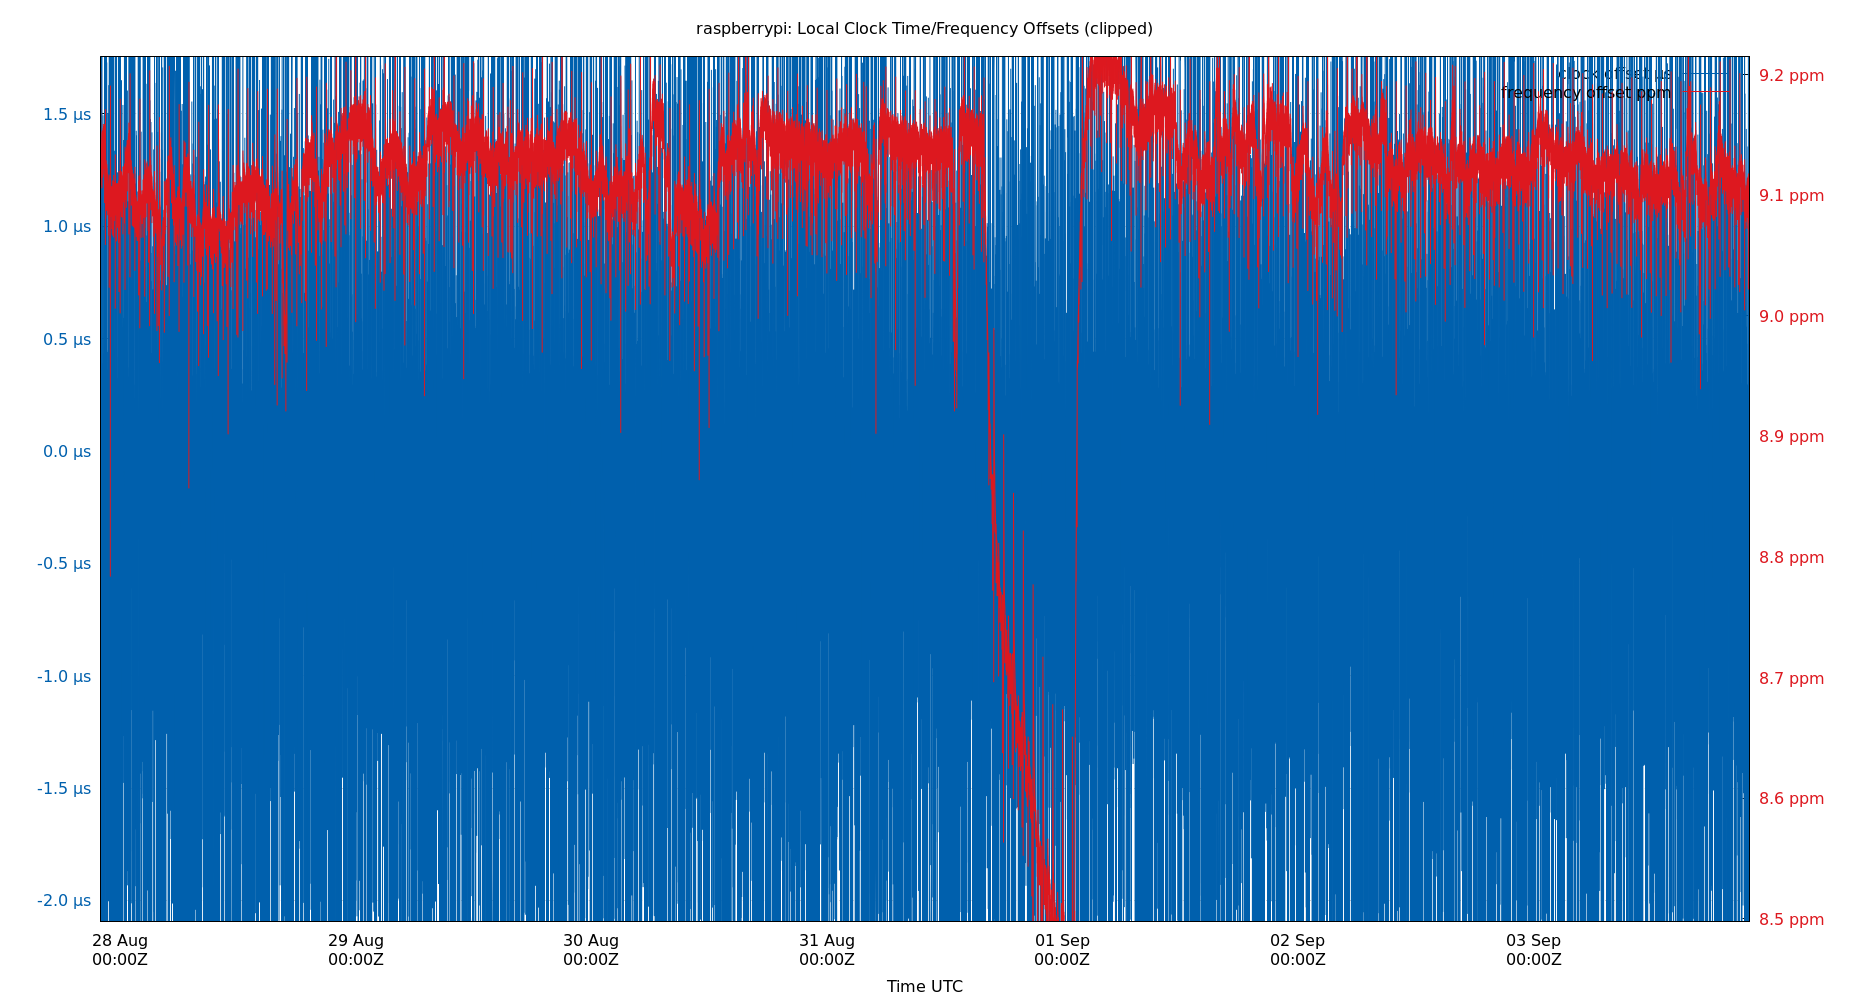 raspberrypi: Local Clock Time/Frequency Offsets (clipped)
clock offset µs
frequency offset ppm
1.5 µs
1.0 µs
0.5 µs
0.0 µs
-0.5 µs
-1.0 µs
-1.5 µs
-2.0 µs
9.2 ppm
9.1 ppm
9.0 ppm
8.9 ppm
8.8 ppm
8.7 ppm
8.6 ppm
8.5 ppm
28 Aug
00:00Z
29 Aug
00:00Z
30 Aug
00:00Z
31 Aug
00:00Z
01 Sep
00:00Z
02 Sep
00:00Z
03 Sep
00:00Z
Time UTC